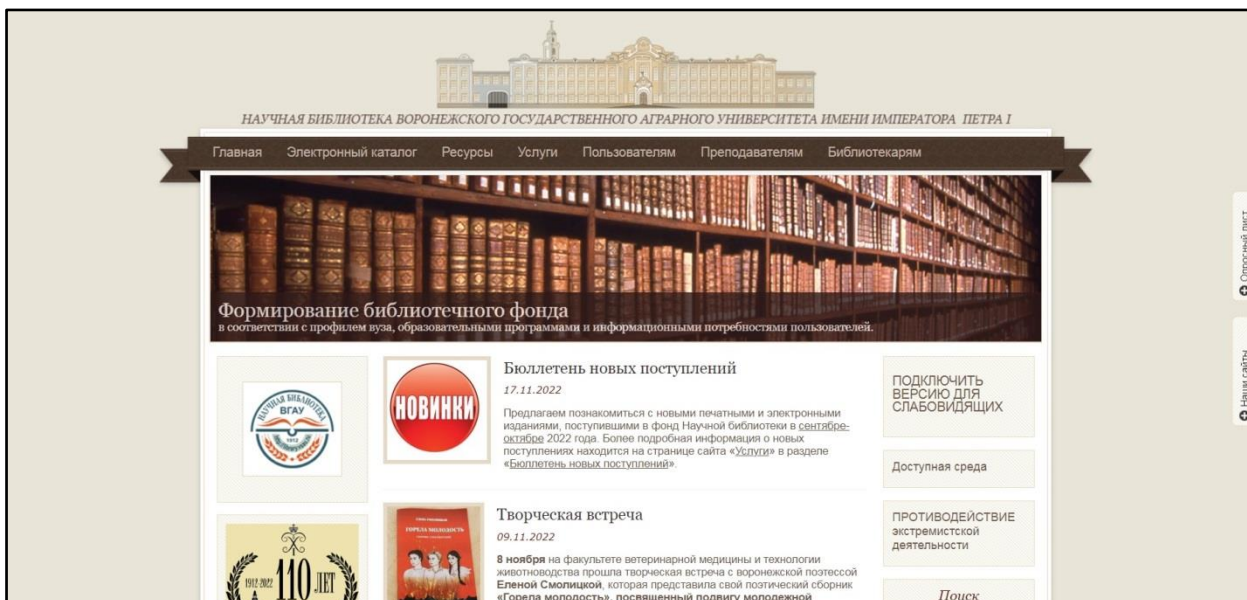 НАУЧНАЯ БИБЛИОТЕКА ВОРОНЕЖСКОГО ГОСУДАРСТВЕННОГО АГРАРНОГО УНИВЕРСИТЕТА ИМЕНИ ИМПЕРАТОРА ПЕТРА I
Главная Электронный каталог Ресурсы Услуги Пользователям Преподавателям Библиотекарям
Формирование библиотечного фонда
в соответствии с профилем вуза, образовательными программами и информационными потребностями пользователей.
НАУЧНАЯ БИБЛИОТЕКА
ВГАУ
1912
НОВИНКИ
Бюллетень новых поступлений
17.11.2022
Предлагаем познакомиться с новыми печатными и электронными
изданиями, поступившими в фонд Научной библиотеки в сентябре-
октябре 2022 года. Более подробная информация о новых
поступлениях находится на странице сайта «Услуги» в разделе
«Бюллетень новых поступлений».
1912-2022
110 ЛЕТ
ГОРЕЛА МОЛОДОСТЬ
Творческая встреча
09.11.2022
8 ноября на факультете ветеринарной медицины и технологии
животноводства прошла творческая встреча с воронежской поэтессой
Еленой Смолицкой, которая представила свой поэтический сборник
«Горела молодость», посвященный подвигу молодежной
ПОДКЛЮЧИТЬ
ВЕРСИЮ ДЛЯ
СЛАБОВИДЯЩИХ
Доступная среда
ПРОТИВОДЕЙСТВИЕ
экстремистской
деятельности
Поиск
Опросный лист
Наши сайты